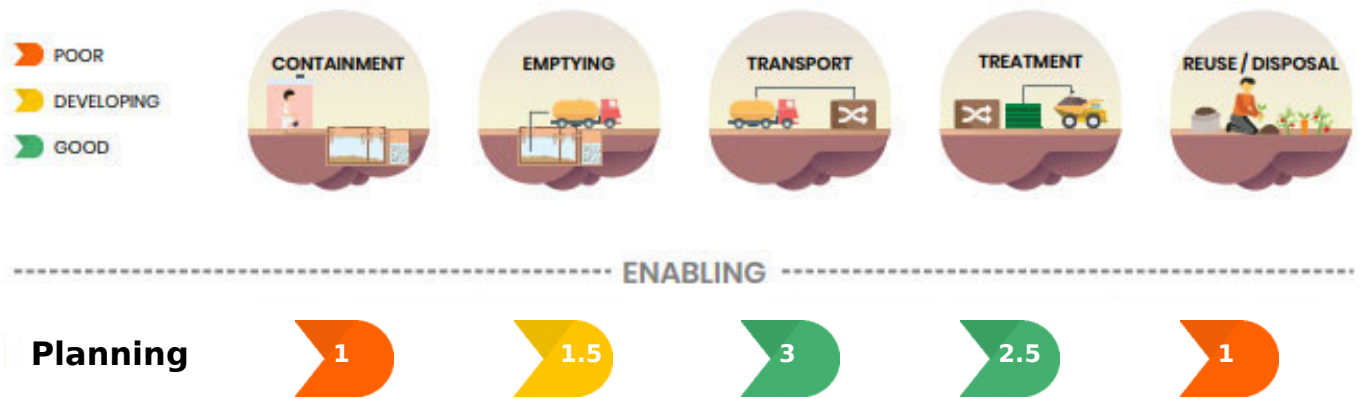 POOR
DEVELOPING
GOOD
CONTAINMENT
EMPTYING
TRANSPORT
TREATMENT
REUSE / DISPOSAL
ENABLING
Planning 1 1.5 3 2.5 1